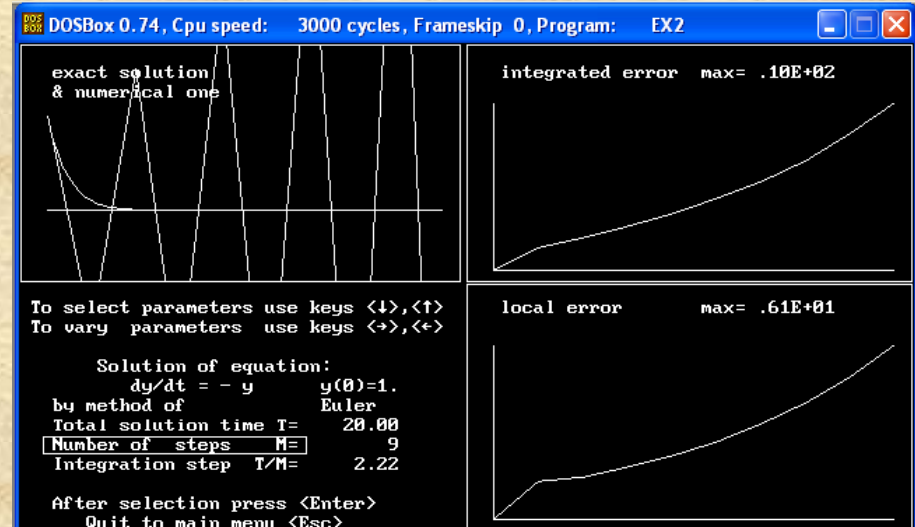 DOS BOX DOSBox 0.74, Cpu speed: 3000 cycles, Frameskip 0, Program: EX2
exact solution
& numerical one
integrated error max= .10E+02
To select parameters use keys <↓>,<↑>
To vary parameters use keys <→>,<←>
Solution of equation:
dy/dt = - y y(0)=1.
by method of Euler
Total solution time T= 20.00
Number of steps M= 9
Integration step T/M= 2.22
After selection press <Enter>
Quit to main menu <Esc>
local error max= .61E+01